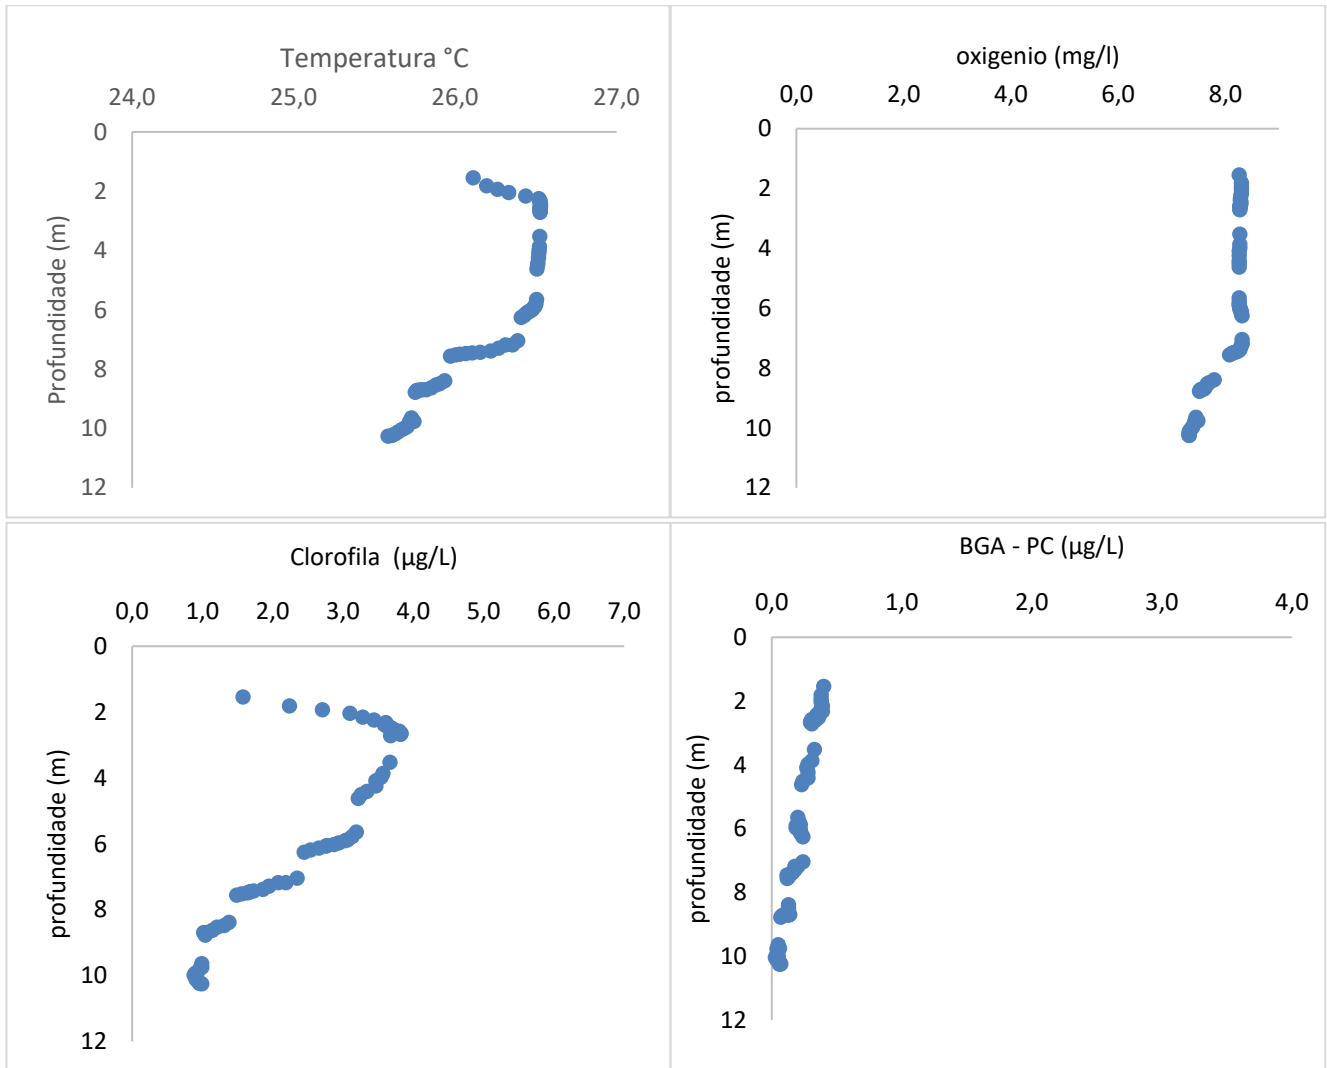 Temperatura °C
24,0 25,0 26,0 27,0
0
2
4
6
8
10
12
Profundidade (m)
oxigenio (mg/l)
0,0 2,0 4,0 6,0 8,0
0
2
4
6
8
10
12
profundidade (m)
Clorofila (µg/L)
0,0 1,0 2,0 3,0 4,0 5,0 6,0 7,0
0
2
4
6
8
10
12
profundidade (m)
BGA - PC (µg/L)
0,0 1,0 2,0 3,0 4,0
0
2
4
6
8
10
12
profundidade (m)